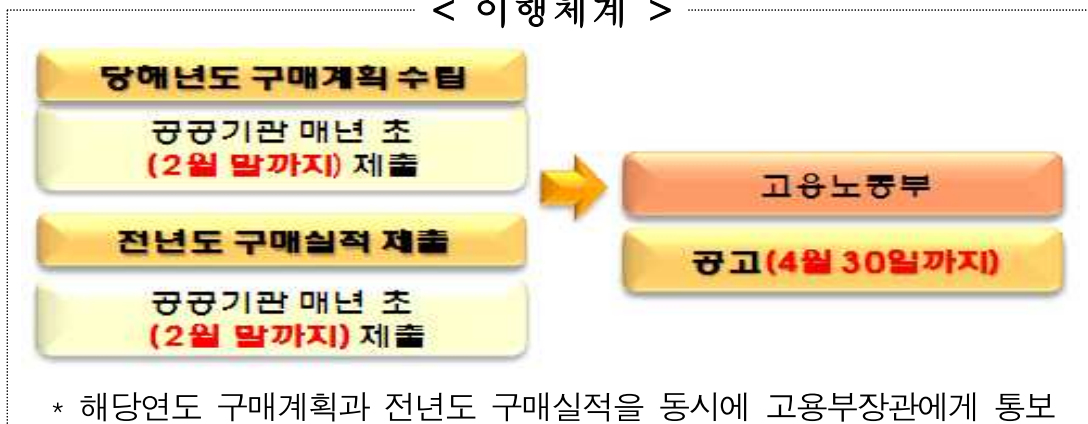 < 이행체계 >
당해년도 구매계획 수립
공공기관 매년 초
(2월 말까지) 제출
전년도 구매실적 제출
공공기관 매년 초
(2월 말까지) 제출
고용노동부
공고(4월 30일까지)
* 해당연도 구매계획과 전년도 구매실적을 동시에 고용부장관에게 통보